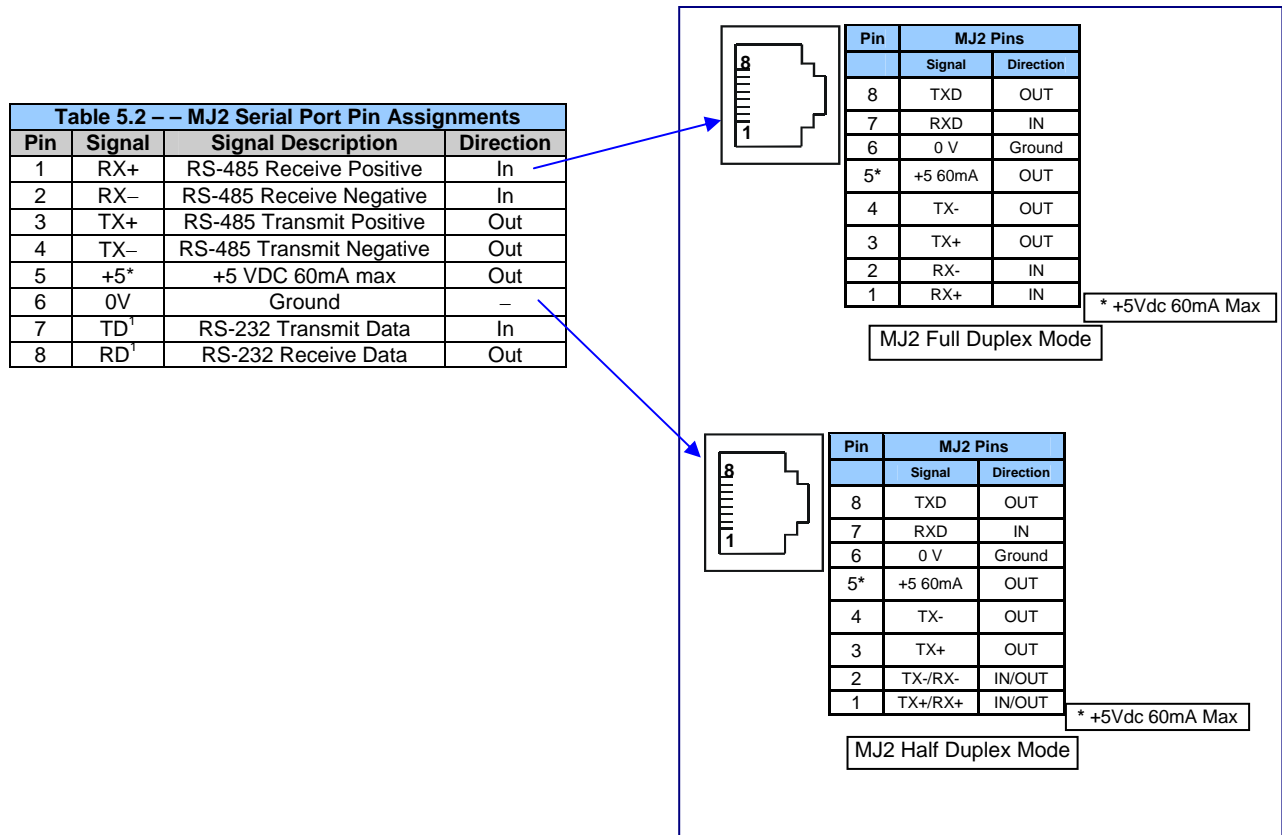 Table 5.2 – – MJ2 Serial Port Pin Assignments
Pin Signal Signal Description Direction
1 RX+ RS-485 Receive Positive In
2 RX− RS-485 Receive Negative In
3 TX+ RS-485 Transmit Positive Out
4 TX− RS-485 Transmit Negative Out
5 +5* +5 VDC 60mA max Out
6 0V Ground –
7 TD¹ RS-232 Transmit Data In
8 RD¹ RS-232 Receive Data Out
8
1
Pin MJ2 Pins
Signal Direction
8 TXD OUT
7 RXD IN
6 0 V Ground
5* +5 60mA OUT
4 TX- OUT
3 TX+ OUT
2 RX- IN
1 RX+ IN
* +5Vdc 60mA Max
MJ2 Full Duplex Mode
8
1
Pin MJ2 Pins
Signal Direction
8 TXD OUT
7 RXD IN
6 0 V Ground
5* +5 60mA OUT
4 TX- OUT
3 TX+ OUT
2 TX-/RX- IN/OUT
1 TX+/RX+ IN/OUT
* +5Vdc 60mA Max
MJ2 Half Duplex Mode